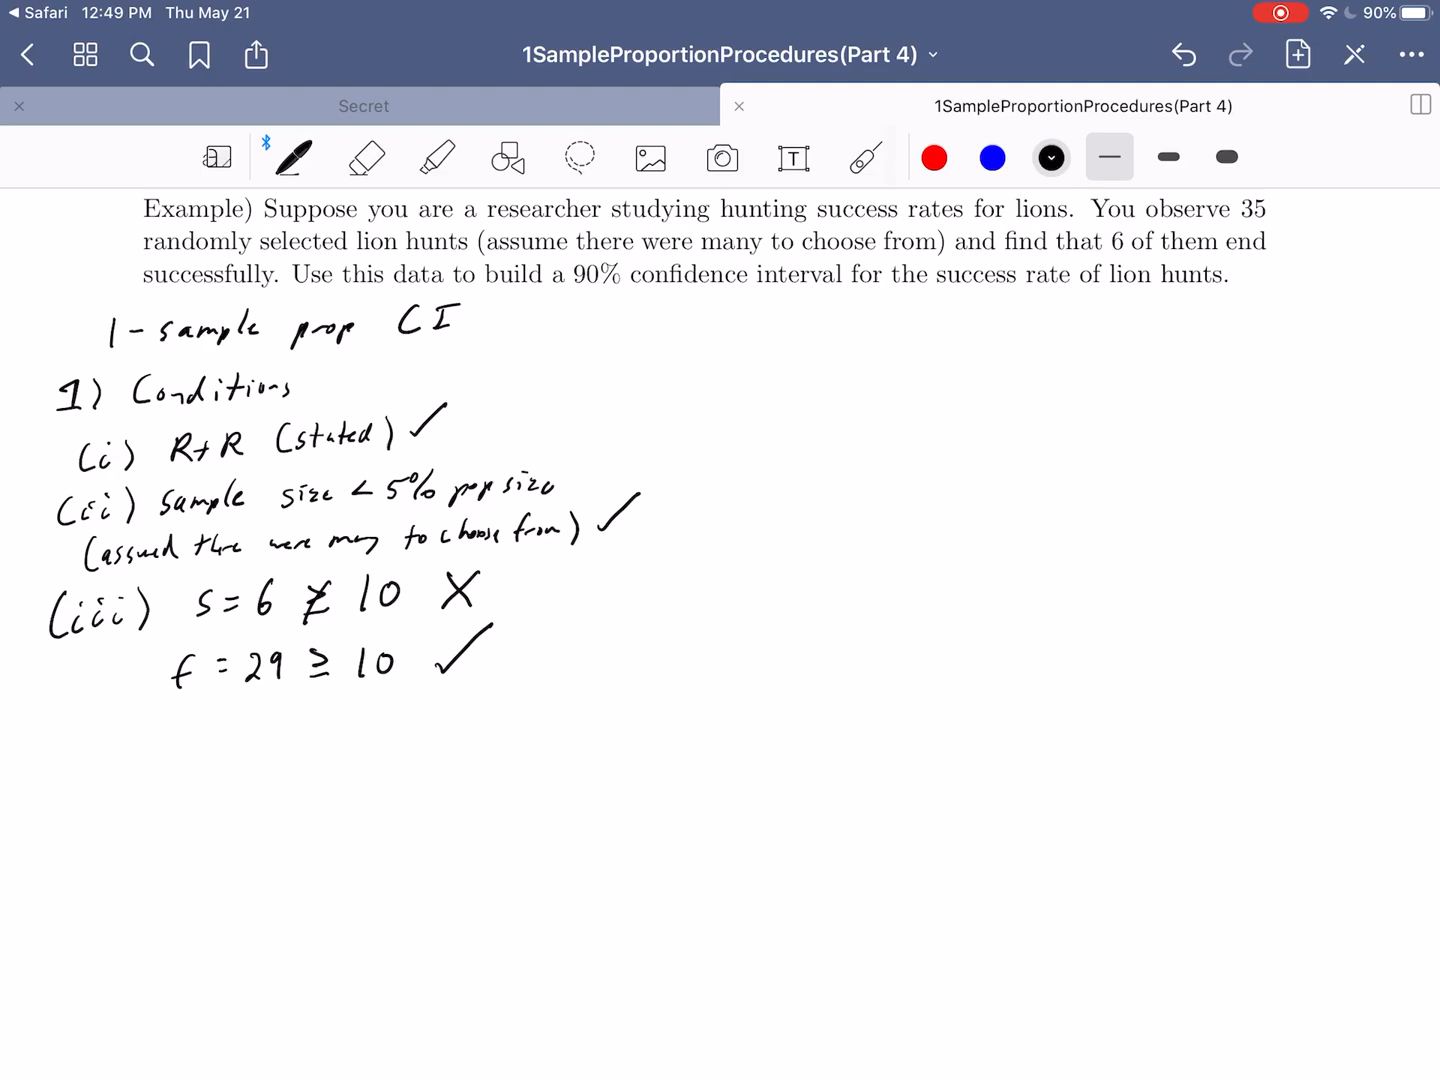 Safari 12:49 PM Thu May 21 90%
1SampleProportionProcedures(Part 4)
Secret 1SampleProportionProcedures(Part 4)
T
Example) Suppose you are a researcher studying hunting success rates for lions. You observe 35
randomly selected lion hunts (assume there were many to choose from) and find that 6 of them end
successfully. Use this data to build a 90% confidence interval for the success rate of lion hunts.
1-sample prop CI
1) Conditions
(i) R+R (stated) ✓
(ii) sample size < 5% pop size
(assumed there were many to choose from) ✓
(iii) s=6 ≱ 10 X
f = 29 ≥ 10 ✓